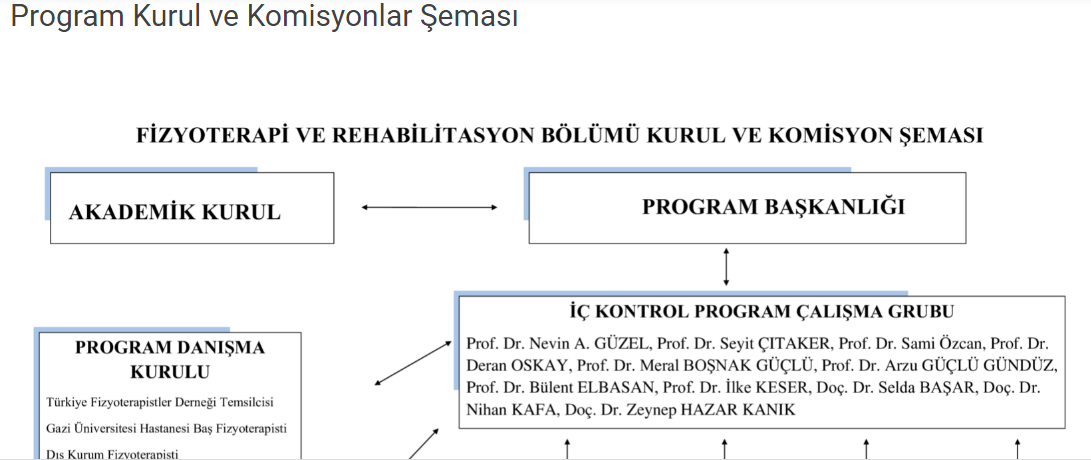 Program Kurul ve Komisyonlar Şeması
FİZYOTERAPİ VE REHABİLİTASYON BÖLÜMÜ KURUL VE KOMİSYON ŞEMASI
AKADEMİK KURUL
PROGRAM BAŞKANLIĞI
İÇ KONTROL PROGRAM ÇALIŞMA GRUBU
Prof. Dr. Nevin A. GÜZEL, Prof. Dr. Seyit ÇITAKER, Prof. Dr. Sami Özcan, Prof. Dr.
Deran OSKAY, Prof. Dr. Meral BOŞNAK GÜÇLÜ, Prof. Dr. Arzu GÜÇLÜ GÜNDÜZ,
Prof. Dr. Bülent ELBASAN, Prof. Dr. İlke KESER, Doç. Dr. Selda BAŞAR, Doç. Dr.
Nihan KAFA, Doç. Dr. Zeynep HAZAR KANIK
PROGRAM DANIŞMA
KURULU
Türkiye Fizyoterapistler Derneği Temsilcisi
Gazi Üniversitesi Hastanesi Baş Fizyoterapisti
Dış Kurum Fizyoterapisti